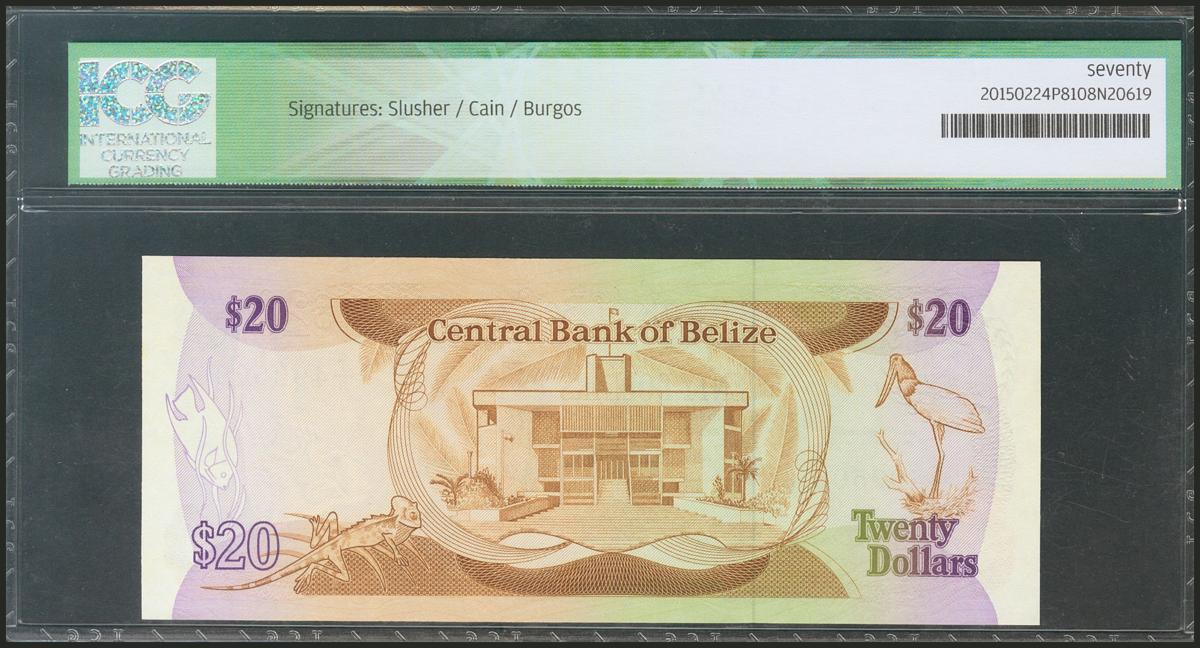 ICG
INTERNATIONAL
CURRENCY
GRADING
Signatures: Slusher / Cain / Burgos
seventy
20150224P8108N20619
$20
Central Bank of Belize
$20
$20
Twenty
Dollars